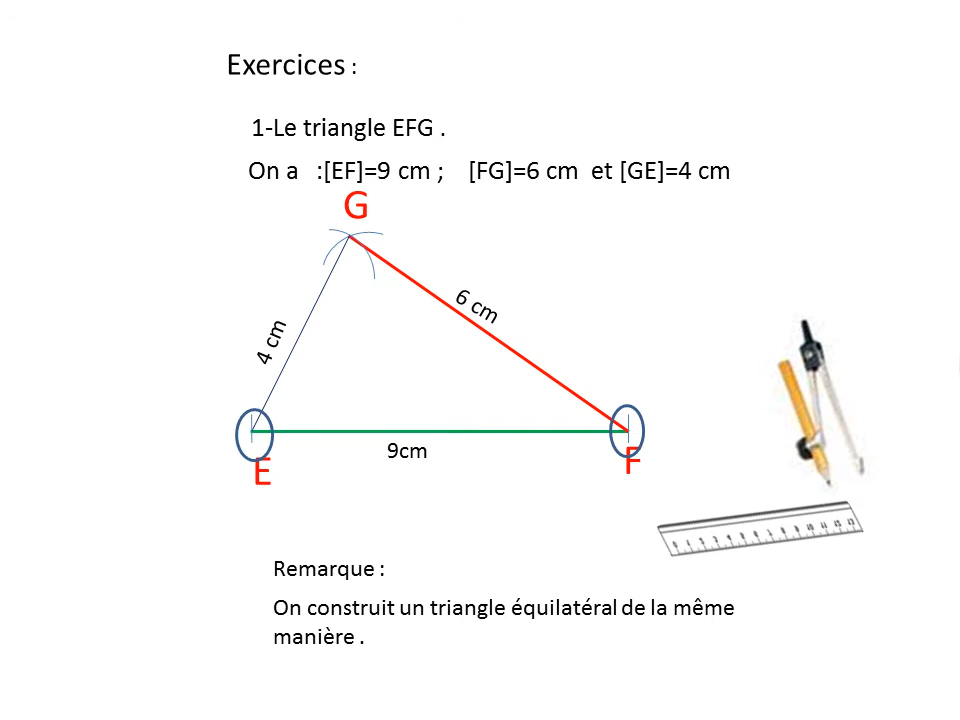 Exercices :
1-Le triangle EFG .
On a :[EF]=9 cm ; [FG]=6 cm et [GE]=4 cm
G
6 cm
4 cm
9cm
E
F
Remarque :
On construit un triangle équilatéral de la même
manière .